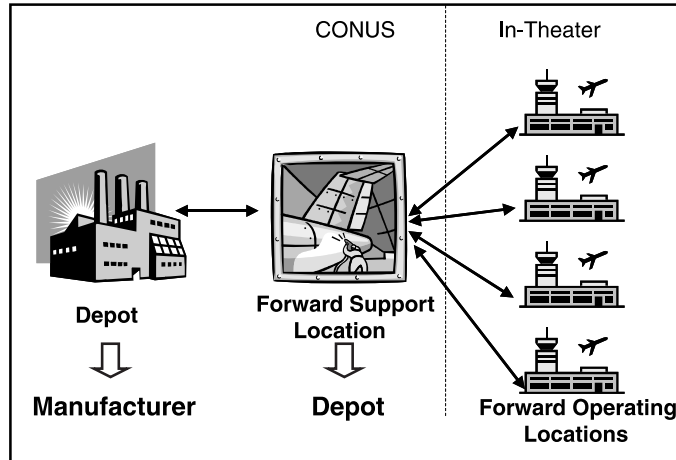 CONUS
In-Theater
Depot
Forward Support
Location
Manufacturer
Depot
Forward Operating
Locations